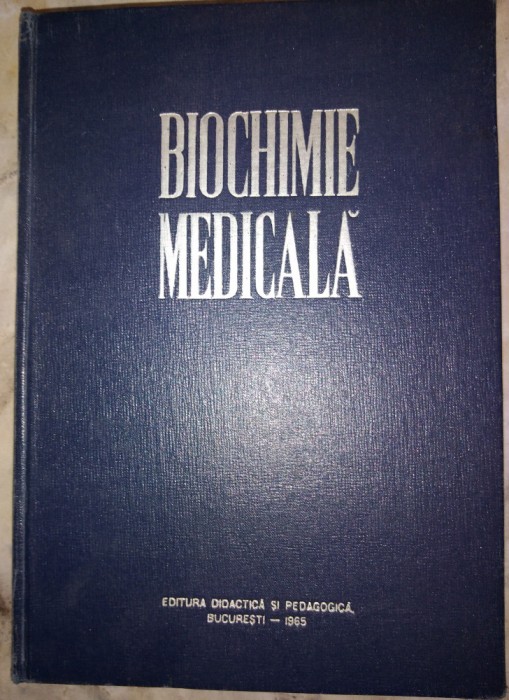 BIOCHIMIE
MEDICALĂ
EDITURA DIDACTICĂ ȘI PEDAGOGICĂ,
BUCUREȘTI — 1965